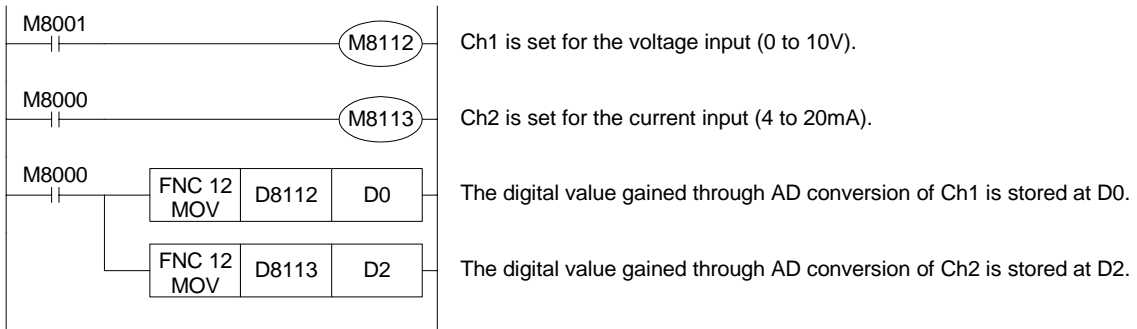 M8001
M8112
Ch1 is set for the voltage input (0 to 10V).
M8000
M8113
Ch2 is set for the current input (4 to 20mA).
M8000
FNC 12
MOV
D8112
D0
The digital value gained through AD conversion of Ch1 is stored at D0.
FNC 12
MOV
D8113
D2
The digital value gained through AD conversion of Ch2 is stored at D2.